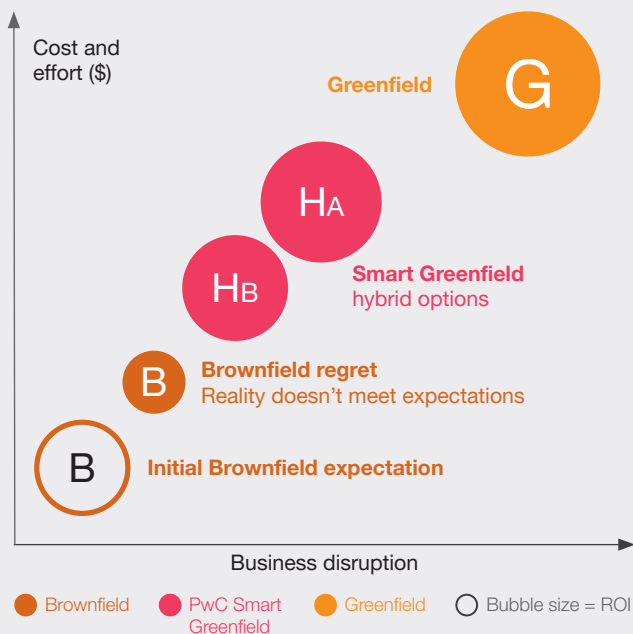 Cost and
effort ($)
G
Greenfield
HA
Smart Greenfield
hybrid options
HB
Brownfield regret
Reality doesn’t meet expectations
B
B
Initial Brownfield expectation
Business disruption
Brownfield
PwC Smart
Greenfield
Greenfield
Bubble size = ROI